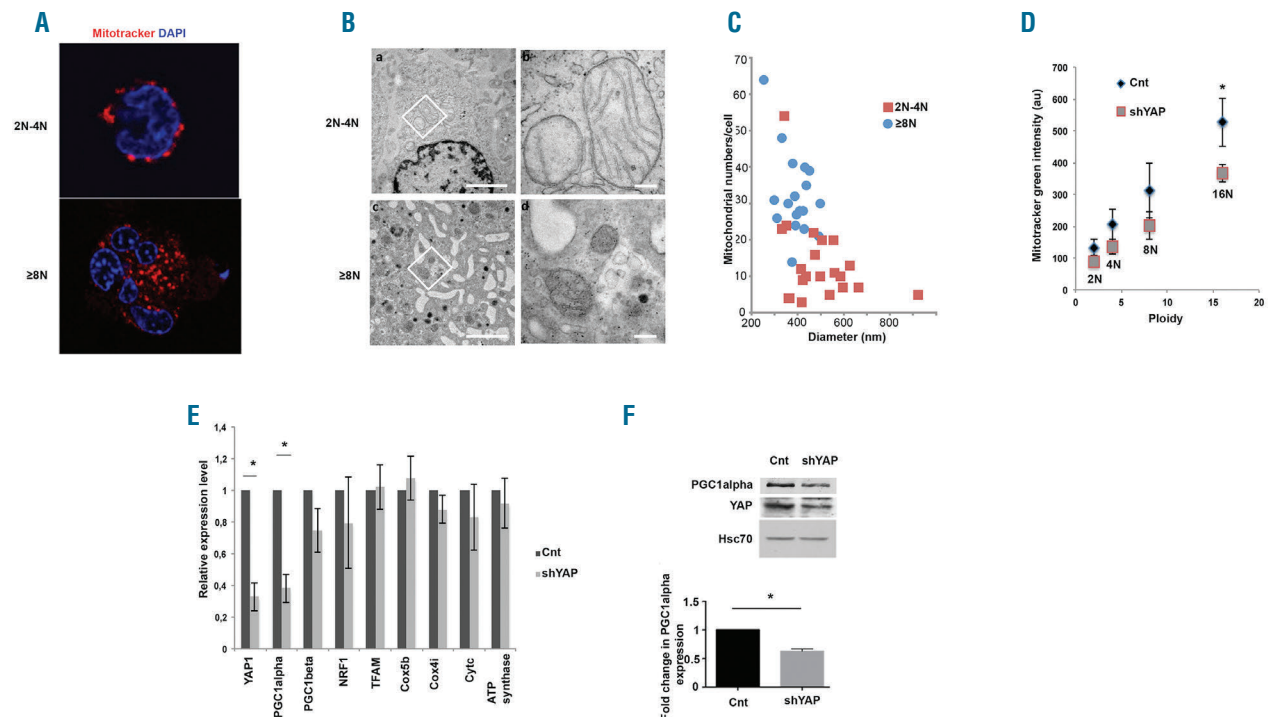 A
Mitotracker DAPI
2N-4N
≥8N
B
2N-4N
≥8N
a
b
c
d
C
Mitochondrial numbers/cell
70
60
50
40
30
20
10
0
200
400
600
800
Diameter (nm)
2N-4N
≥8N
D
Mitotracker green intensity (au)
700
600
500
400
300
200
100
0
0
5
10
15
20
Ploidy
Cnt
shYAP
*
2N
4N
8N
16N
E
Relative expression level
1,4
1,2
1
0,8
0,6
0,4
0,2
0
*
*
YAP1
PGC1alpha
PGC1beta
NRF1
TFAM
Cox5b
Cox4i
Cytc
ATP
synthase
Cnt
shYAP
F
Cnt shYAP
PGC1alpha
YAP
Hsc70
Fold change in PGC1alpha
expression
1.5
1
0.5
0
*
Cnt
shYAP